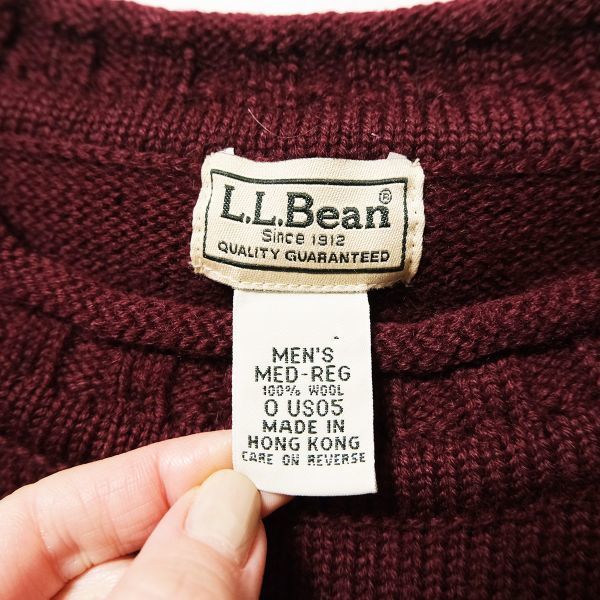 L.L.Bean®
Since 1912
QUALITY GUARANTEED
MEN'S
MED-REG
100% WOOL
0 US05
MADE IN
HONG KONG
CARE ON REVERSE